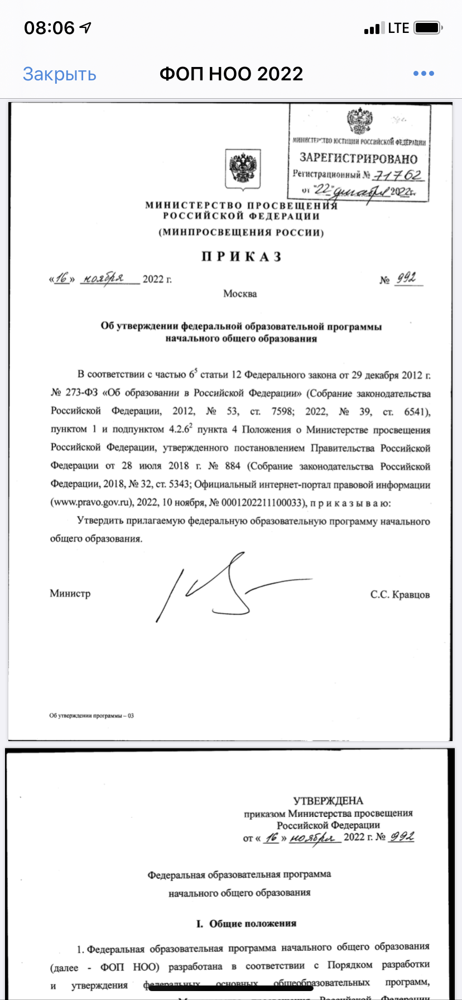 08:06
LTE
Закрыть
ФОП НОО 2022
МИНИСТЕРСТВО ЮСТИЦИИ РОССИЙСКОЙ ФЕДЕРАЦИИ
ЗАРЕГИСТРИРОВАНО
Регистрационный № 71762
от "22" декабря 2022г.
МИНИСТЕРСТВО ПРОСВЕЩЕНИЯ
РОССИЙСКОЙ ФЕДЕРАЦИИ
(МИНПРОСВЕЩЕНИЯ РОССИИ)
ПРИКАЗ
«16» ноября 2022 г.
№ 992
Москва
Об утверждении федеральной образовательной программы
начального общего образования
В соответствии с частью 6⁵ статьи 12 Федерального закона от 29 декабря 2012 г.
№ 273-ФЗ «Об образовании в Российской Федерации» (Собрание законодательства
Российской Федерации, 2012, № 53, ст. 7598; 2022, № 39, ст. 6541),
пунктом 1 и подпунктом 4.2.6² пункта 4 Положения о Министерстве просвещения
Российской Федерации, утвержденного постановлением Правительства Российской
Федерации от 28 июля 2018 г. № 884 (Собрание законодательства Российской
Федерации, 2018, № 32, ст. 5343; Официальный интернет-портал правовой информации
(www.pravo.gov.ru), 2022, 10 ноября, № 0001202211100033), п р и к а з ы в а ю:
Утвердить прилагаемую федеральную образовательную программу начального
общего образования.
Министр
С.С. Кравцов
Об утверждении программы – 03
УТВЕРЖДЕНА
приказом Министерства просвещения
Российской Федерации
от « 16 » ноября 2022 г. № 992
Федеральная образовательная программа
начального общего образования
I. Общие положения
1. Федеральная образовательная программа начального общего образования
(далее - ФОП НОО) разработана в соответствии с Порядком разработки
и утверждения федеральных основных общеобразовательных программ,
Российской Федерации